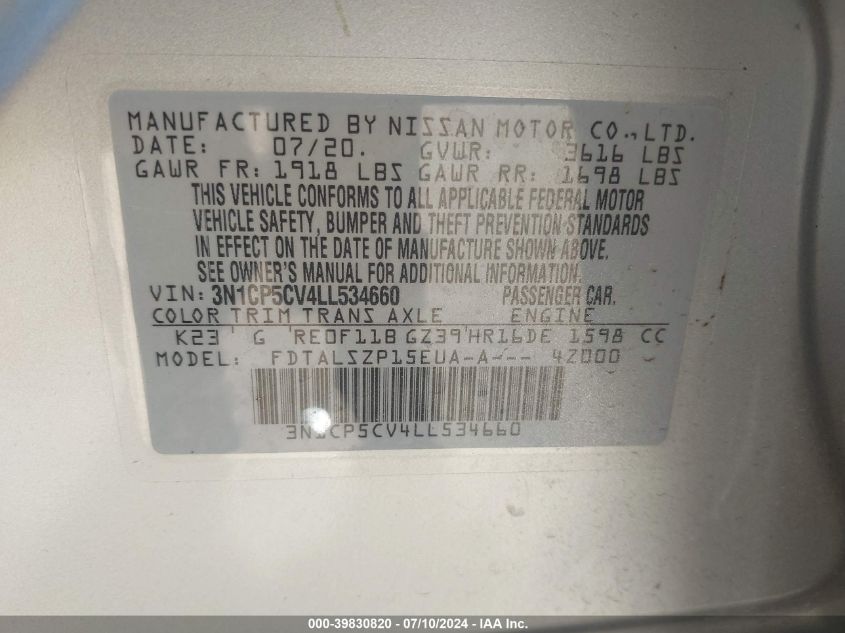 MANUFACTURED BY NISSAN MOTOR CO.,LTD.
DATE: 07/20. GVWR: 3616 LBS
GAWR FR: 1918 LBS GAWR RR: 1698 LBS
THIS VEHICLE CONFORMS TO ALL APPLICABLE FEDERAL MOTOR
VEHICLE SAFETY, BUMPER AND THEFT PREVENTION STANDARDS
IN EFFECT ON THE DATE OF MANUFACTURE SHOWN ABOVE.
SEE OWNER'S MANUAL FOR ADDITIONAL INFORMATION.
VIN: 3N1CP5CV4LL534660 PASSENGER CAR.
COLOR TRIM TRANS AXLE ENGINE
K23 ' G 'RE0F11B GZ39'HR16DE 1598 CC
MODEL: FDTALSZP15EUA-A--- 4Z000
3N1CP5CV4LL534660
000-39830820 - 07/10/2024 - IAA Inc.